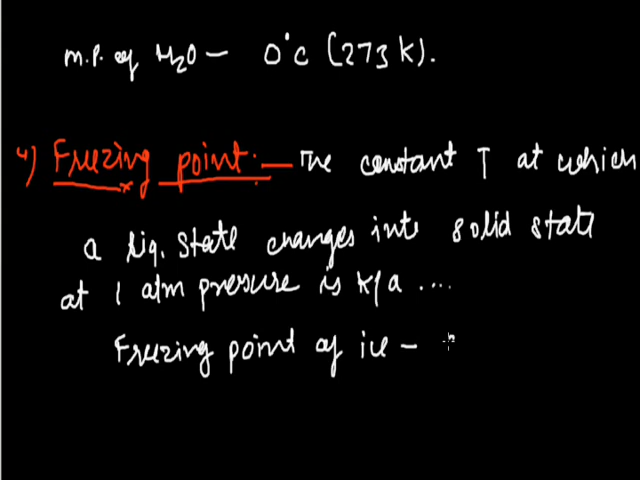 m.p. of H2O - 0°C (273 K).
4) Freezing point :- The constant T at which
a liq. state changes into solid state
at 1 atm pressure is k/a ....
Freezing point of ice -